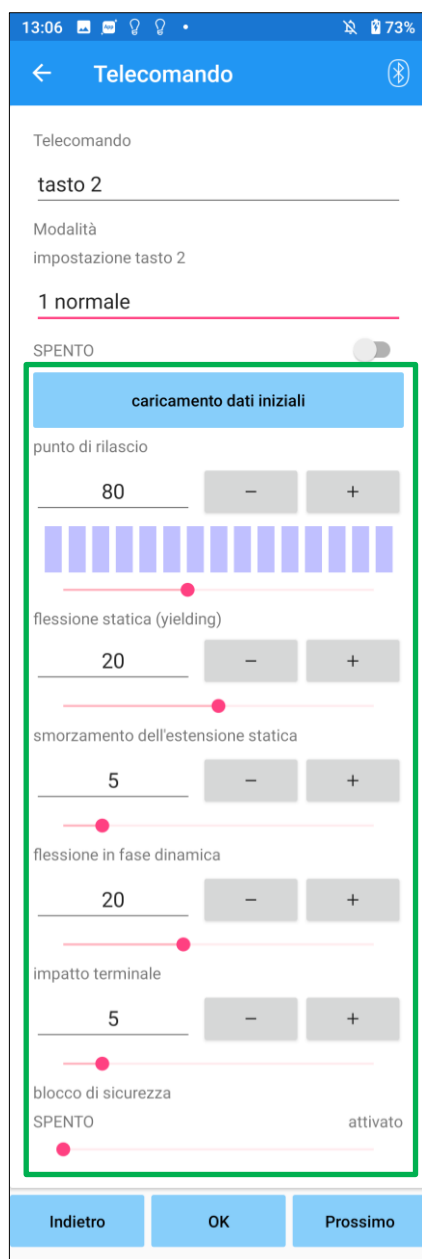 13:06 73%
Telecomando
Telecomando
tasto 2
Modalità
impostazione tasto 2
1 normale
SPENTO
caricamento dati iniziali
punto di rilascio
80 − +
flessione statica (yielding)
20 − +
smorzamento dell'estensione statica
5 − +
flessione in fase dinamica
20 − +
impatto terminale
5 − +
blocco di sicurezza
SPENTO attivato
Indietro OK Prossimo